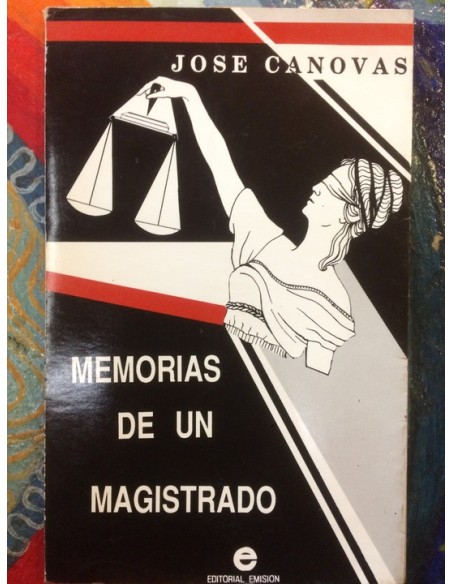 JOSE CANOVAS
MEMORIAS
DE UN
MAGISTRADO
e
EDITORIAL EMISION